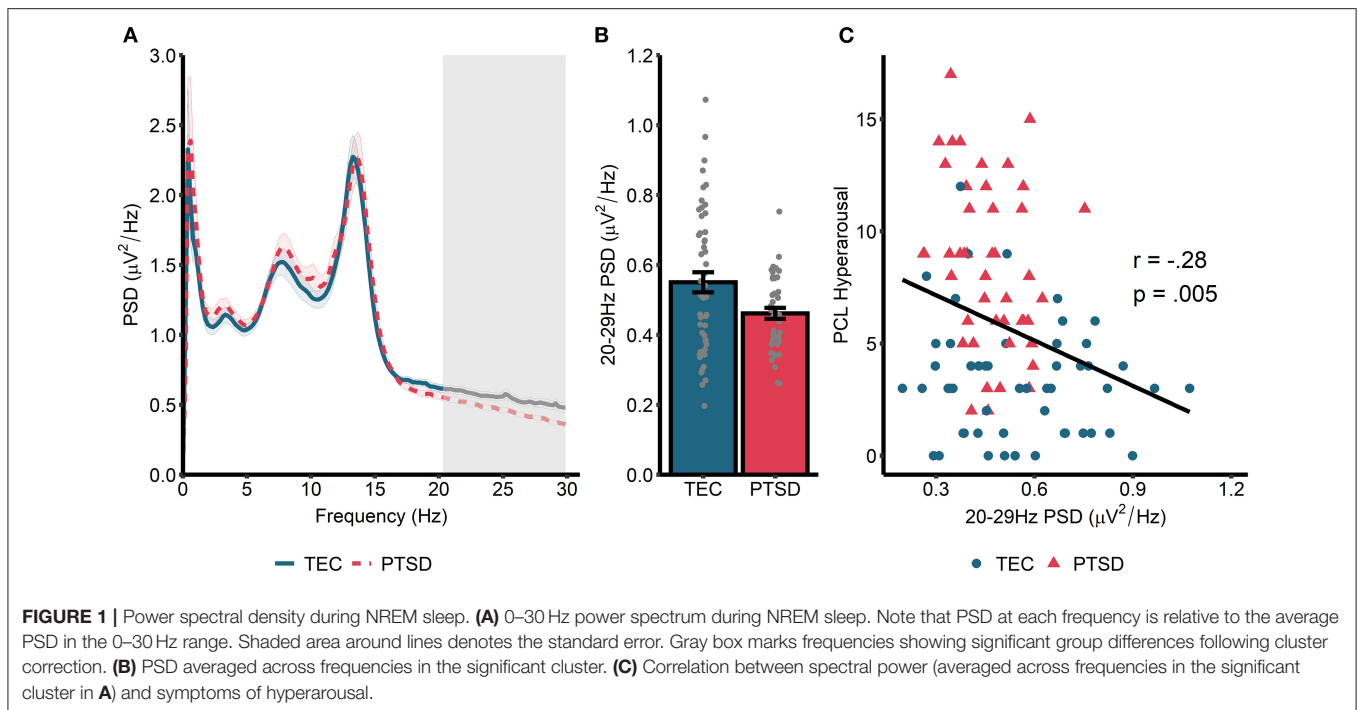 A
PSD (μV²/Hz)
3.0
2.5
2.0
1.5
1.0
0.5
0.0
0 5 10 15 20 25 30
Frequency (Hz)
TEC PTSD
B
20-29Hz PSD (μV²/Hz)
1.2
1.0
0.8
0.6
0.4
0.2
0.0
TEC PTSD
C
PCL Hyperarousal
15
10
5
0
r = -.28
p = .005
0.3 0.6 0.9 1.2
20-29Hz PSD (μV²/Hz)
TEC PTSD
FIGURE 1 | Power spectral density during NREM sleep. (A) 0–30 Hz power spectrum during NREM sleep. Note that PSD at each frequency is relative to the average
PSD in the 0–30 Hz range. Shaded area around lines denotes the standard error. Gray box marks frequencies showing significant group differences following cluster
correction. (B) PSD averaged across frequencies in the significant cluster. (C) Correlation between spectral power (averaged across frequencies in the significant
cluster in A) and symptoms of hyperarousal.